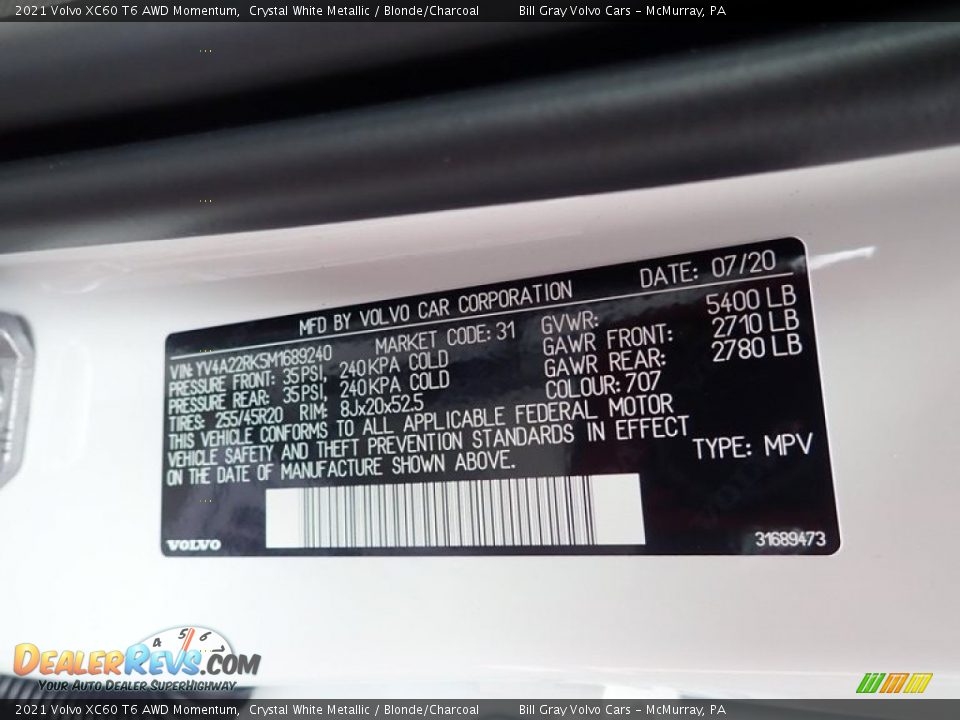 2021 Volvo XC60 T6 AWD Momentum, Crystal White Metallic / Blonde/Charcoal Bill Gray Volvo Cars - McMurray, PA
MFD BY VOLVO CAR CORPORATION DATE: 07/20
VIN: YV4A22RK5M1689240 MARKET CODE: 31 GVWR: 5400 LB
PRESSURE FRONT: 35PSI, 240KPA COLD GAWR FRONT: 2710 LB
PRESSURE REAR: 35PSI, 240KPA COLD GAWR REAR: 2780 LB
TIRES: 255/45R20 RIM: 8Jx20x52.5 COLOUR: 707
THIS VEHICLE CONFORMS TO ALL APPLICABLE FEDERAL MOTOR
VEHICLE SAFETY AND THEFT PREVENTION STANDARDS IN EFFECT
ON THE DATE OF MANUFACTURE SHOWN ABOVE. TYPE: MPV
VOLVO 31689473
4 5 6
DEALERREVS.COM
YOUR AUTO DEALER SUPERHIGHWAY
2021 Volvo XC60 T6 AWD Momentum, Crystal White Metallic / Blonde/Charcoal Bill Gray Volvo Cars - McMurray, PA